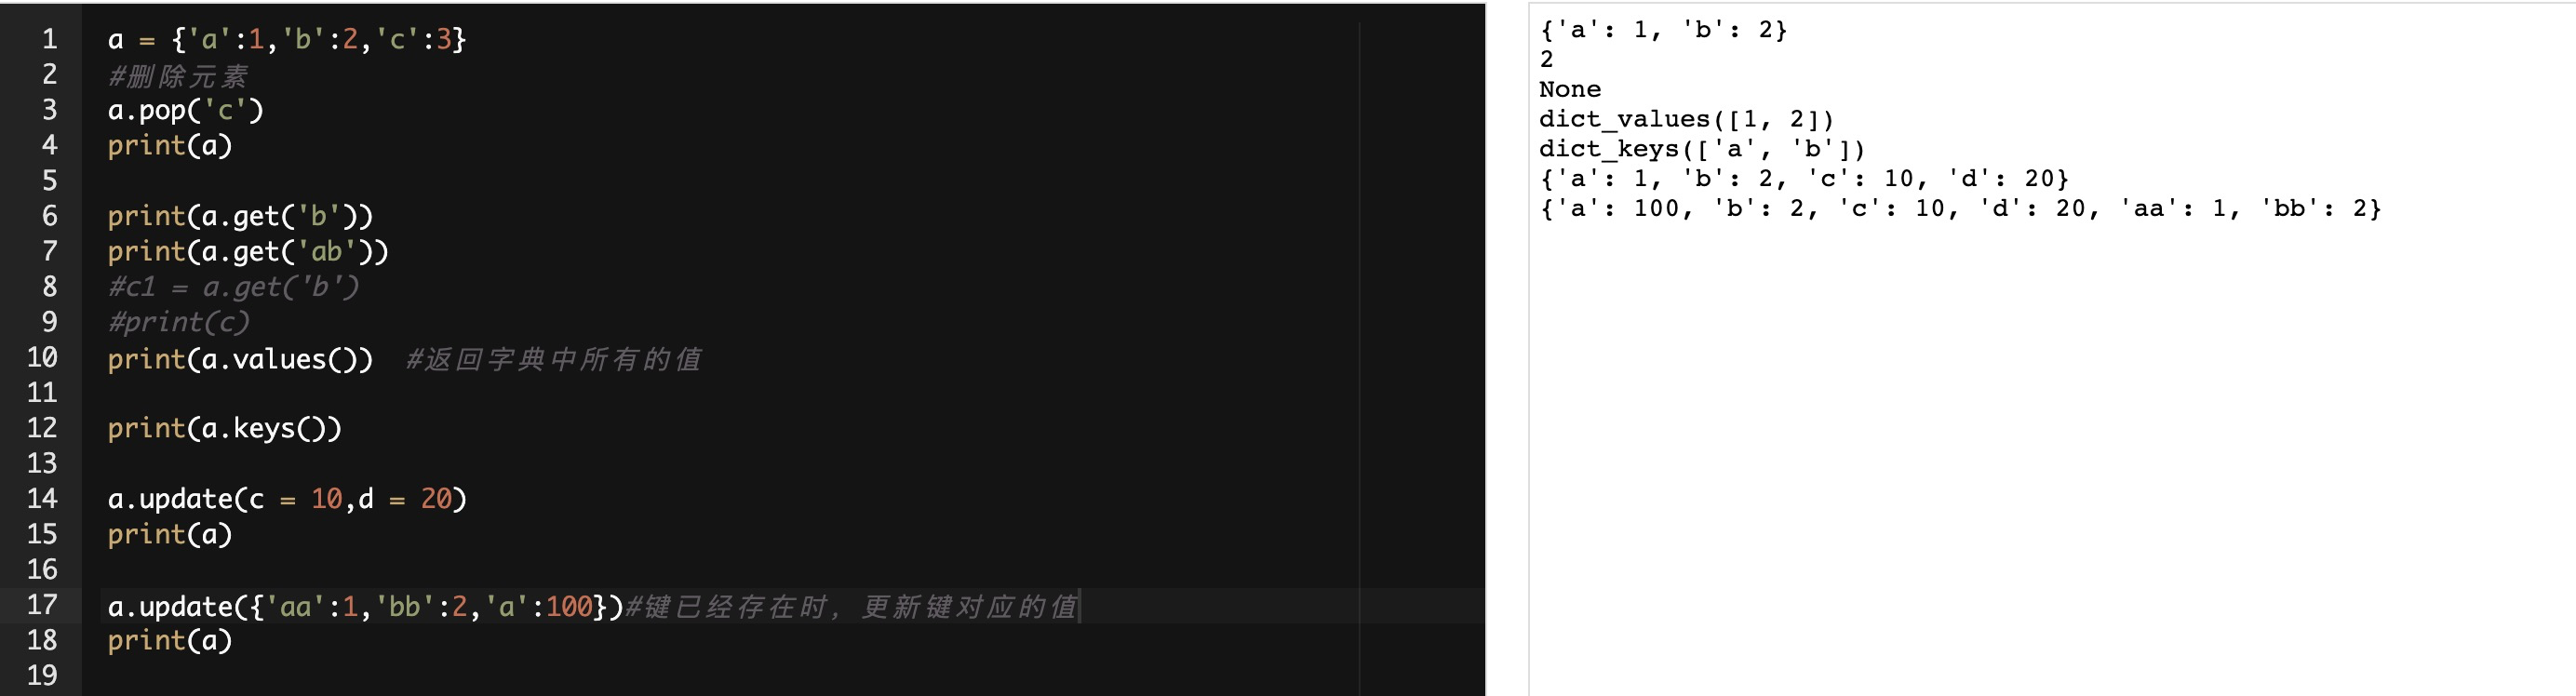 1 a = {'a':1,'b':2,'c':3}
2 #删除元素
3 a.pop('c')
4 print(a)
5
6 print(a.get('b'))
7 print(a.get('ab'))
8 #c1 = a.get('b')
9 #print(c)
10 print(a.values())  #返回字典中所有的值
11
12 print(a.keys())
13
14 a.update(c = 10,d = 20)
15 print(a)
16
17 a.update({'aa':1,'bb':2,'a':100})#键已经存在时, 更新键对应的值
18 print(a)
19
{'a': 1, 'b': 2}
2
None
dict_values([1, 2])
dict_keys(['a', 'b'])
{'a': 1, 'b': 2, 'c': 10, 'd': 20}
{'a': 100, 'b': 2, 'c': 10, 'd': 20, 'aa': 1, 'bb': 2}